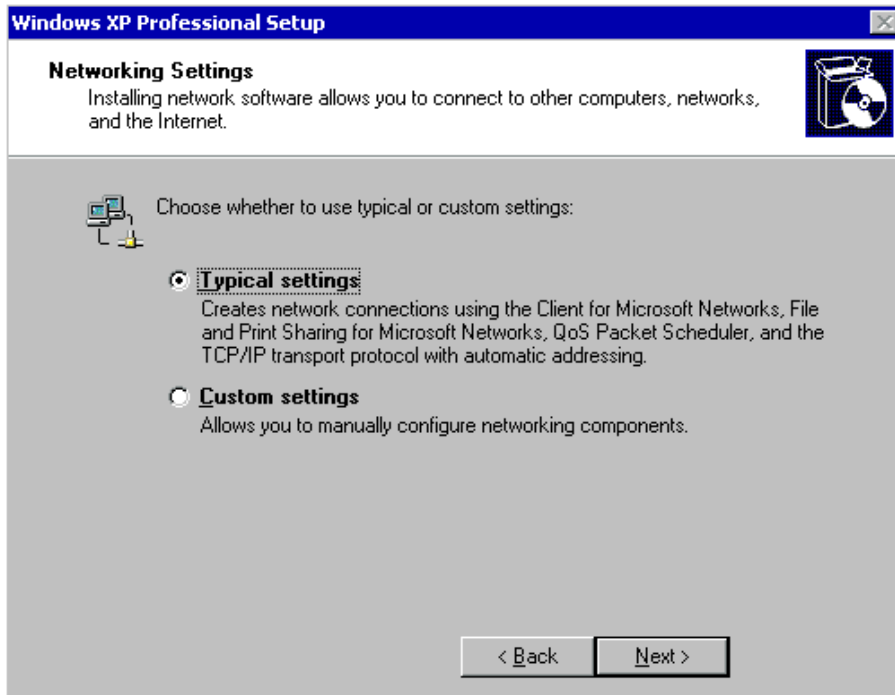 Windows XP Professional Setup
Networking Settings
Installing network software allows you to connect to other computers, networks,
and the Internet.
Choose whether to use typical or custom settings:
Typical settings
Creates network connections using the Client for Microsoft Networks, File
and Print Sharing for Microsoft Networks, QoS Packet Scheduler, and the
TCP/IP transport protocol with automatic addressing.
Custom settings
Allows you to manually configure networking components.
< Back
Next >